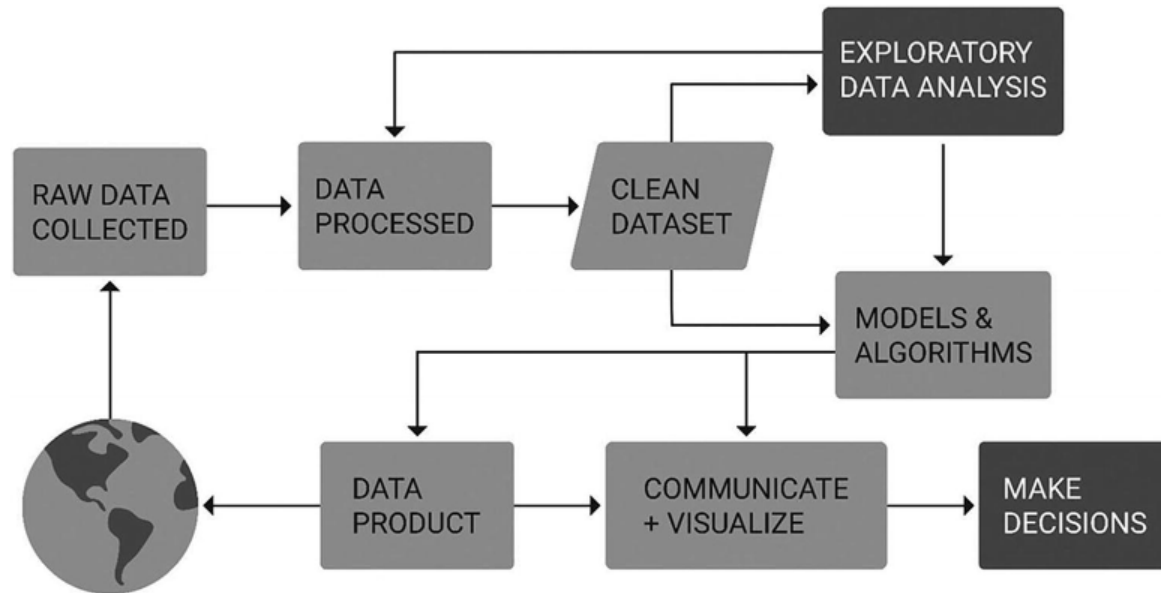 EXPLORATORY
DATA ANALYSIS
RAW DATA
COLLECTED
DATA
PROCESSED
CLEAN
DATASET
MODELS &
ALGORITHMS
DATA
PRODUCT
COMMUNICATE
+ VISUALIZE
MAKE
DECISIONS